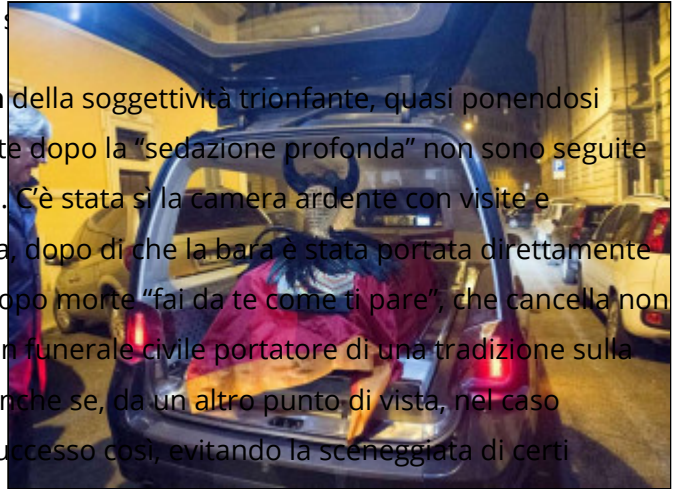 della soggettività trionfante, quasi ponendosi
te dopo la “sedazione profonda” non sono seguite
. C’è stata sì la camera ardente con visite e
a, dopo di che la bara è stata portata direttamente
opo morte “fai da te come ti pare”, che cancella non
n funerale civile portatore di una tradizione sulla
nche se, da un altro punto di vista, nel caso
uccesso così, evitando la sceneggiata di certi